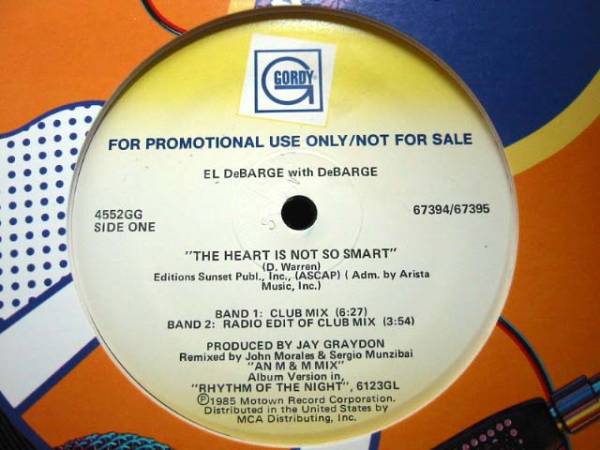 GORDY®
G
FOR PROMOTIONAL USE ONLY/NOT FOR SALE
EL DeBARGE with DeBARGE
4552GG
SIDE ONE
67394/67395
"THE HEART IS NOT SO SMART"
(D. Warren)
Editions Sunset Publ., Inc., (ASCAP) ( Adm. by Arista
Music, Inc.)
BAND 1: CLUB MIX (6:27)
BAND 2: RADIO EDIT OF CLUB MIX (3:54)
PRODUCED BY JAY GRAYDON
Remixed by John Morales & Sergio Munzibai
"AN M & M MIX"
Album Version in,
"RHYTHM OF THE NIGHT", 6123GL
Ⓟ1985 Motown Record Corporation.
Distributed in the United States by
MCA Distributing, Inc.